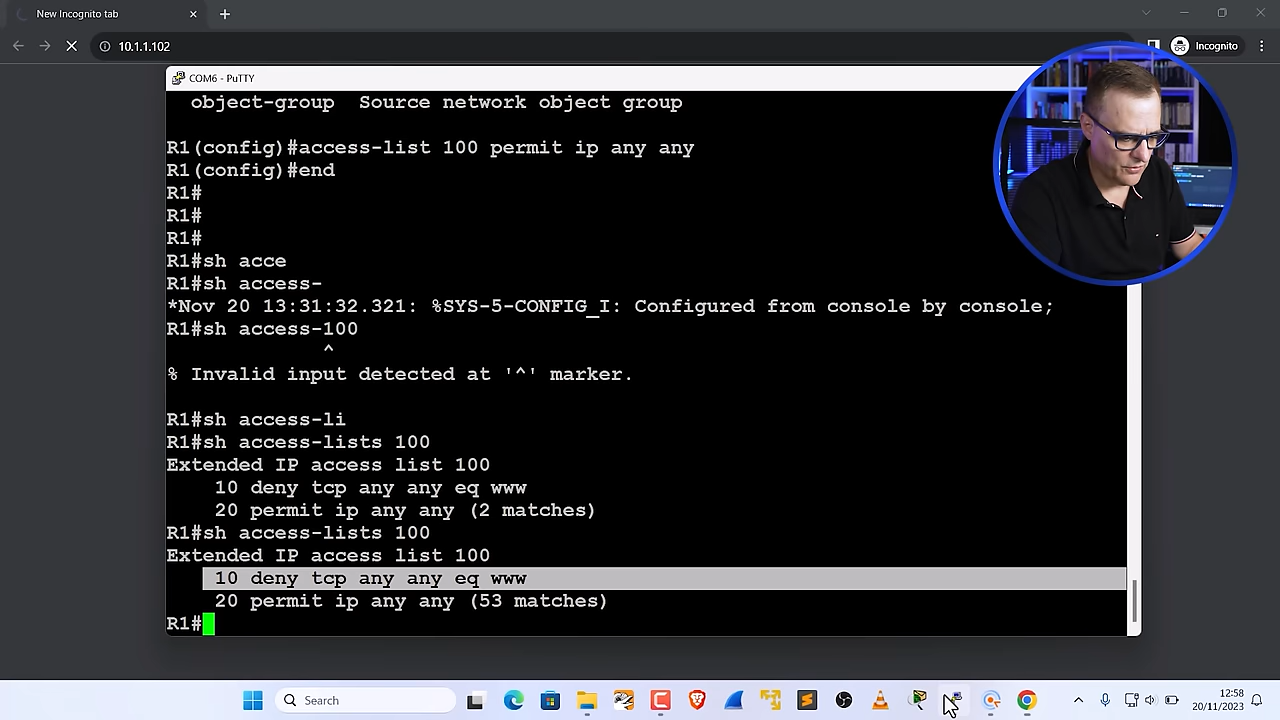 New Incognito tab
10.1.1.102
Incognito
COM6 - PuTTY
object-group  Source network object group
R1(config)#access-list 100 permit ip any any
R1(config)#end
R1#
R1#
R1#
R1#sh acce
R1#sh access-
*Nov 20 13:31:32.321: %SYS-5-CONFIG_I: Configured from console by console;
R1#sh access-100
^
% Invalid input detected at '^' marker.
R1#sh access-li
R1#sh access-lists 100
Extended IP access list 100
10 deny tcp any any eq www
20 permit ip any any (2 matches)
R1#sh access-lists 100
Extended IP access list 100
10 deny tcp any any eq www
20 permit ip any any (53 matches)
R1#
Search
12:58
20/11/2023